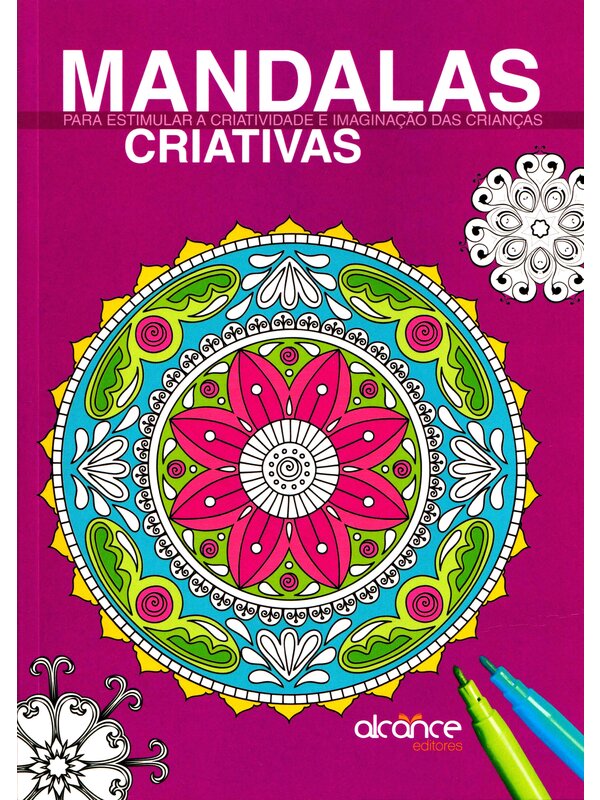 MANDALAS
PARA ESTIMULAR A CRIATIVIDADE E IMAGINAÇÃO DAS CRIANÇAS
CRIATIVAS
alcance
editores